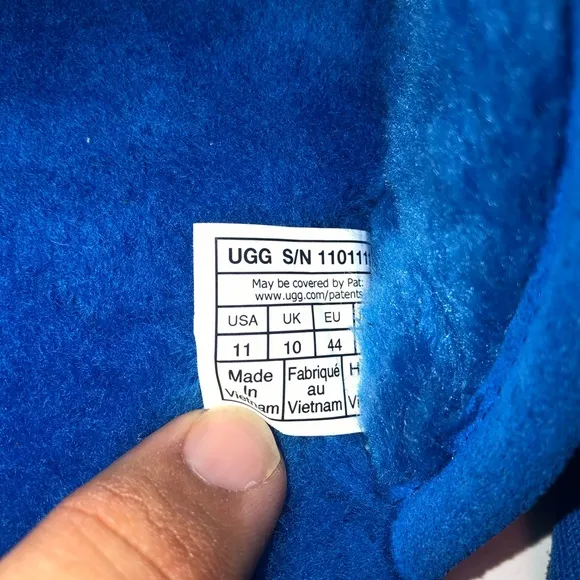 UGG S/N 110111
May be covered by Pat:
www.ugg.com/patents
USA UK EU
11 10 44
Made In Vietnam
Fabriqué au Vietnam